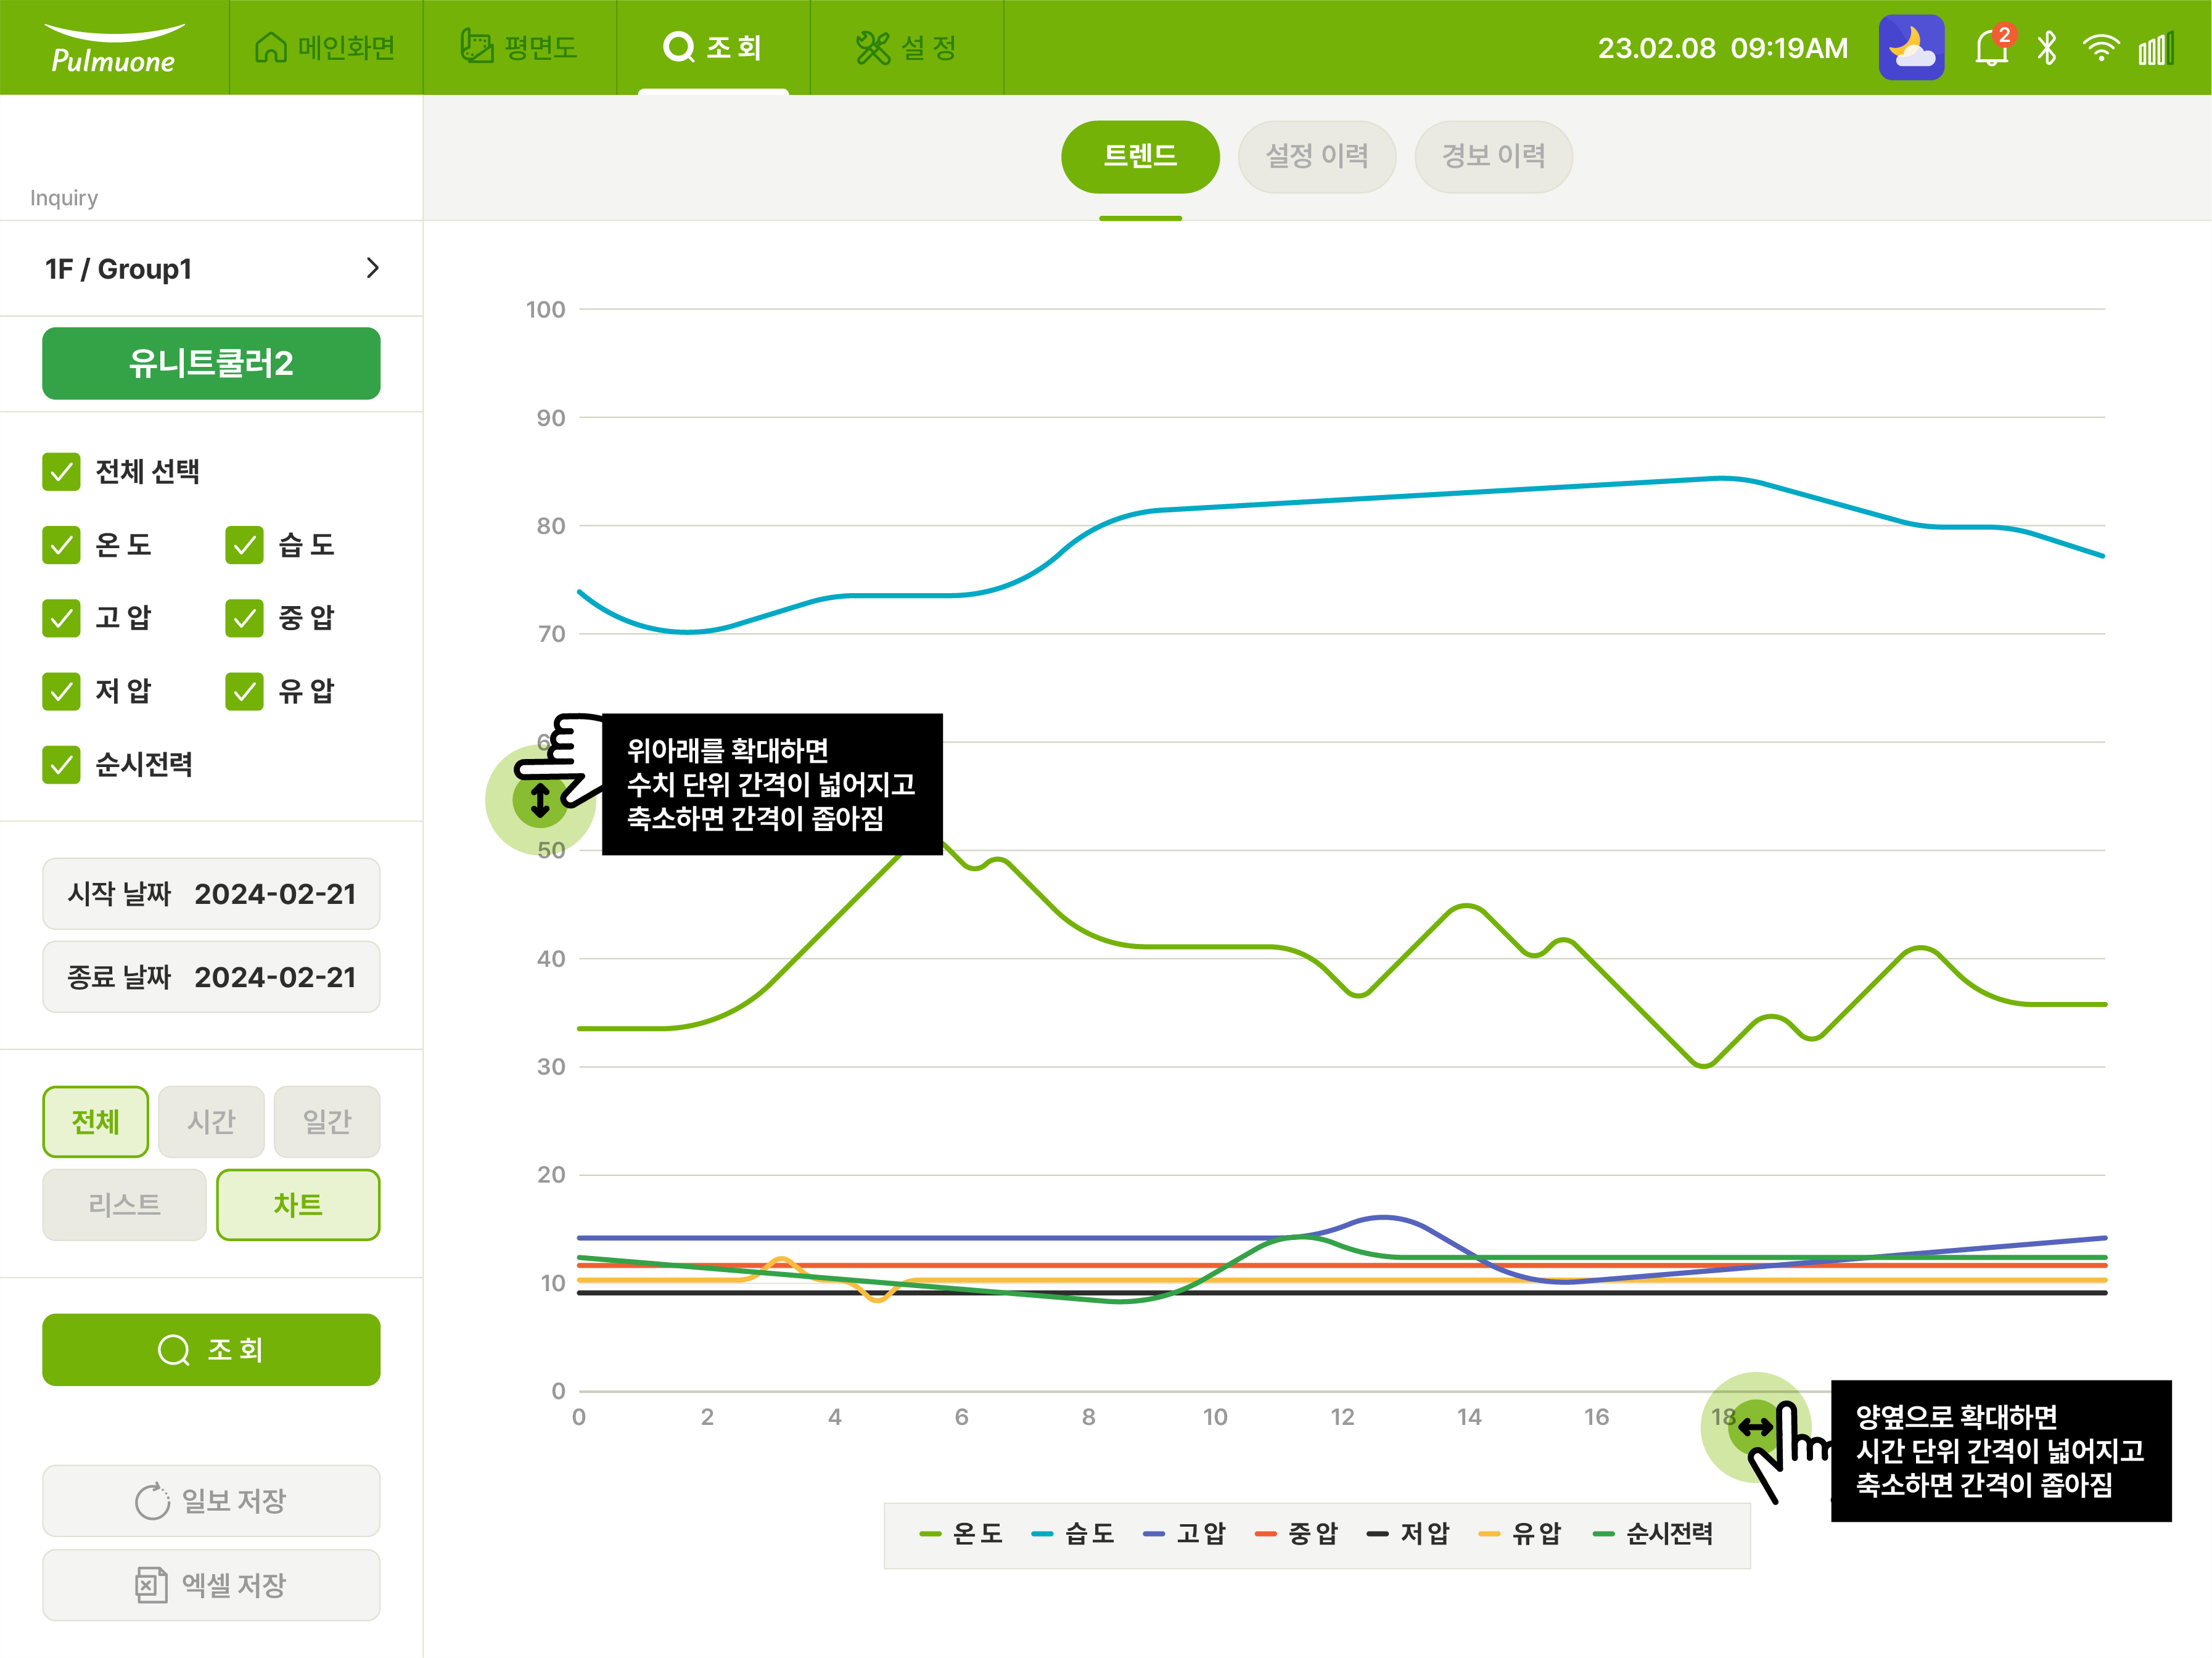 Pulmuone
메인화면
평면도
조 회
설 정
23.02.08 09:19AM
2
트렌드
설정 이력
경보 이력
Inquiry
1F / Group1
유니트쿨러2
전체 선택
온 도
습 도
고 압
중 압
저 압
유 압
순시전력
시작 날짜 2024-02-21
종료 날짜 2024-02-21
전체
시간
일간
리스트
차트
조 회
일보 저장
엑셀 저장
100
90
80
70
6
50
40
30
20
10
0
위아래를 확대하면
수치 단위 간격이 넓어지고
축소하면 간격이 좁아짐
0 2 4 6 8 10 12 14 16 18
양옆으로 확대하면
시간 단위 간격이 넓어지고
축소하면 간격이 좁아짐
온 도 습 도 고 압 중 압 저 압 유 압 순시전력